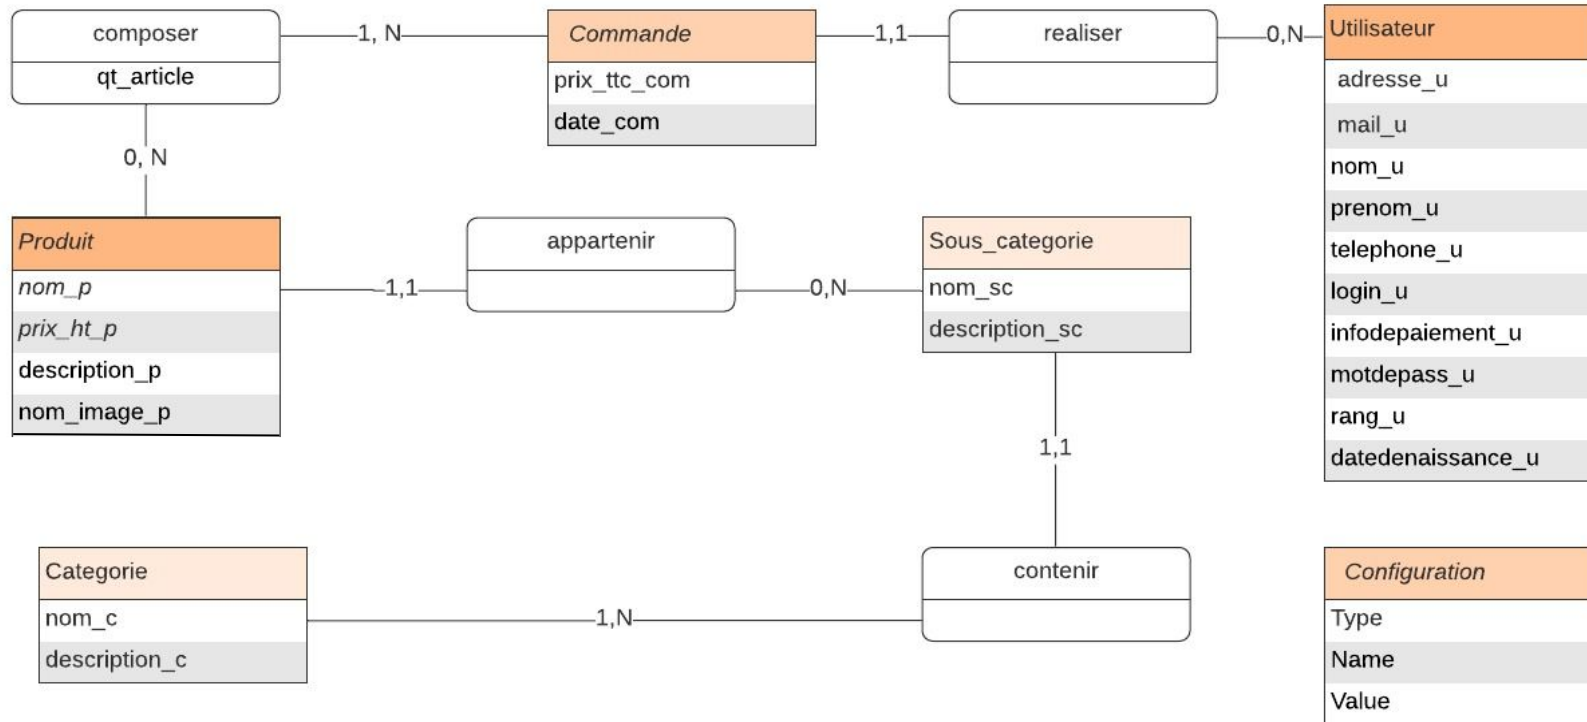 composer
qt_article
1, N
Commande
prix_ttc_com
date_com
1,1
realiser
0,N
Utilisateur
adresse_u
mail_u
nom_u
prenom_u
telephone_u
login_u
infodepaiement_u
motdepass_u
rang_u
datedenaissance_u
0, N
Produit
nom_p
prix_ht_p
description_p
nom_image_p
1,1
appartenir
0,N
Sous_categorie
nom_sc
description_sc
1,1
Categorie
nom_c
description_c
1,N
contenir
Configuration
Type
Name
Value